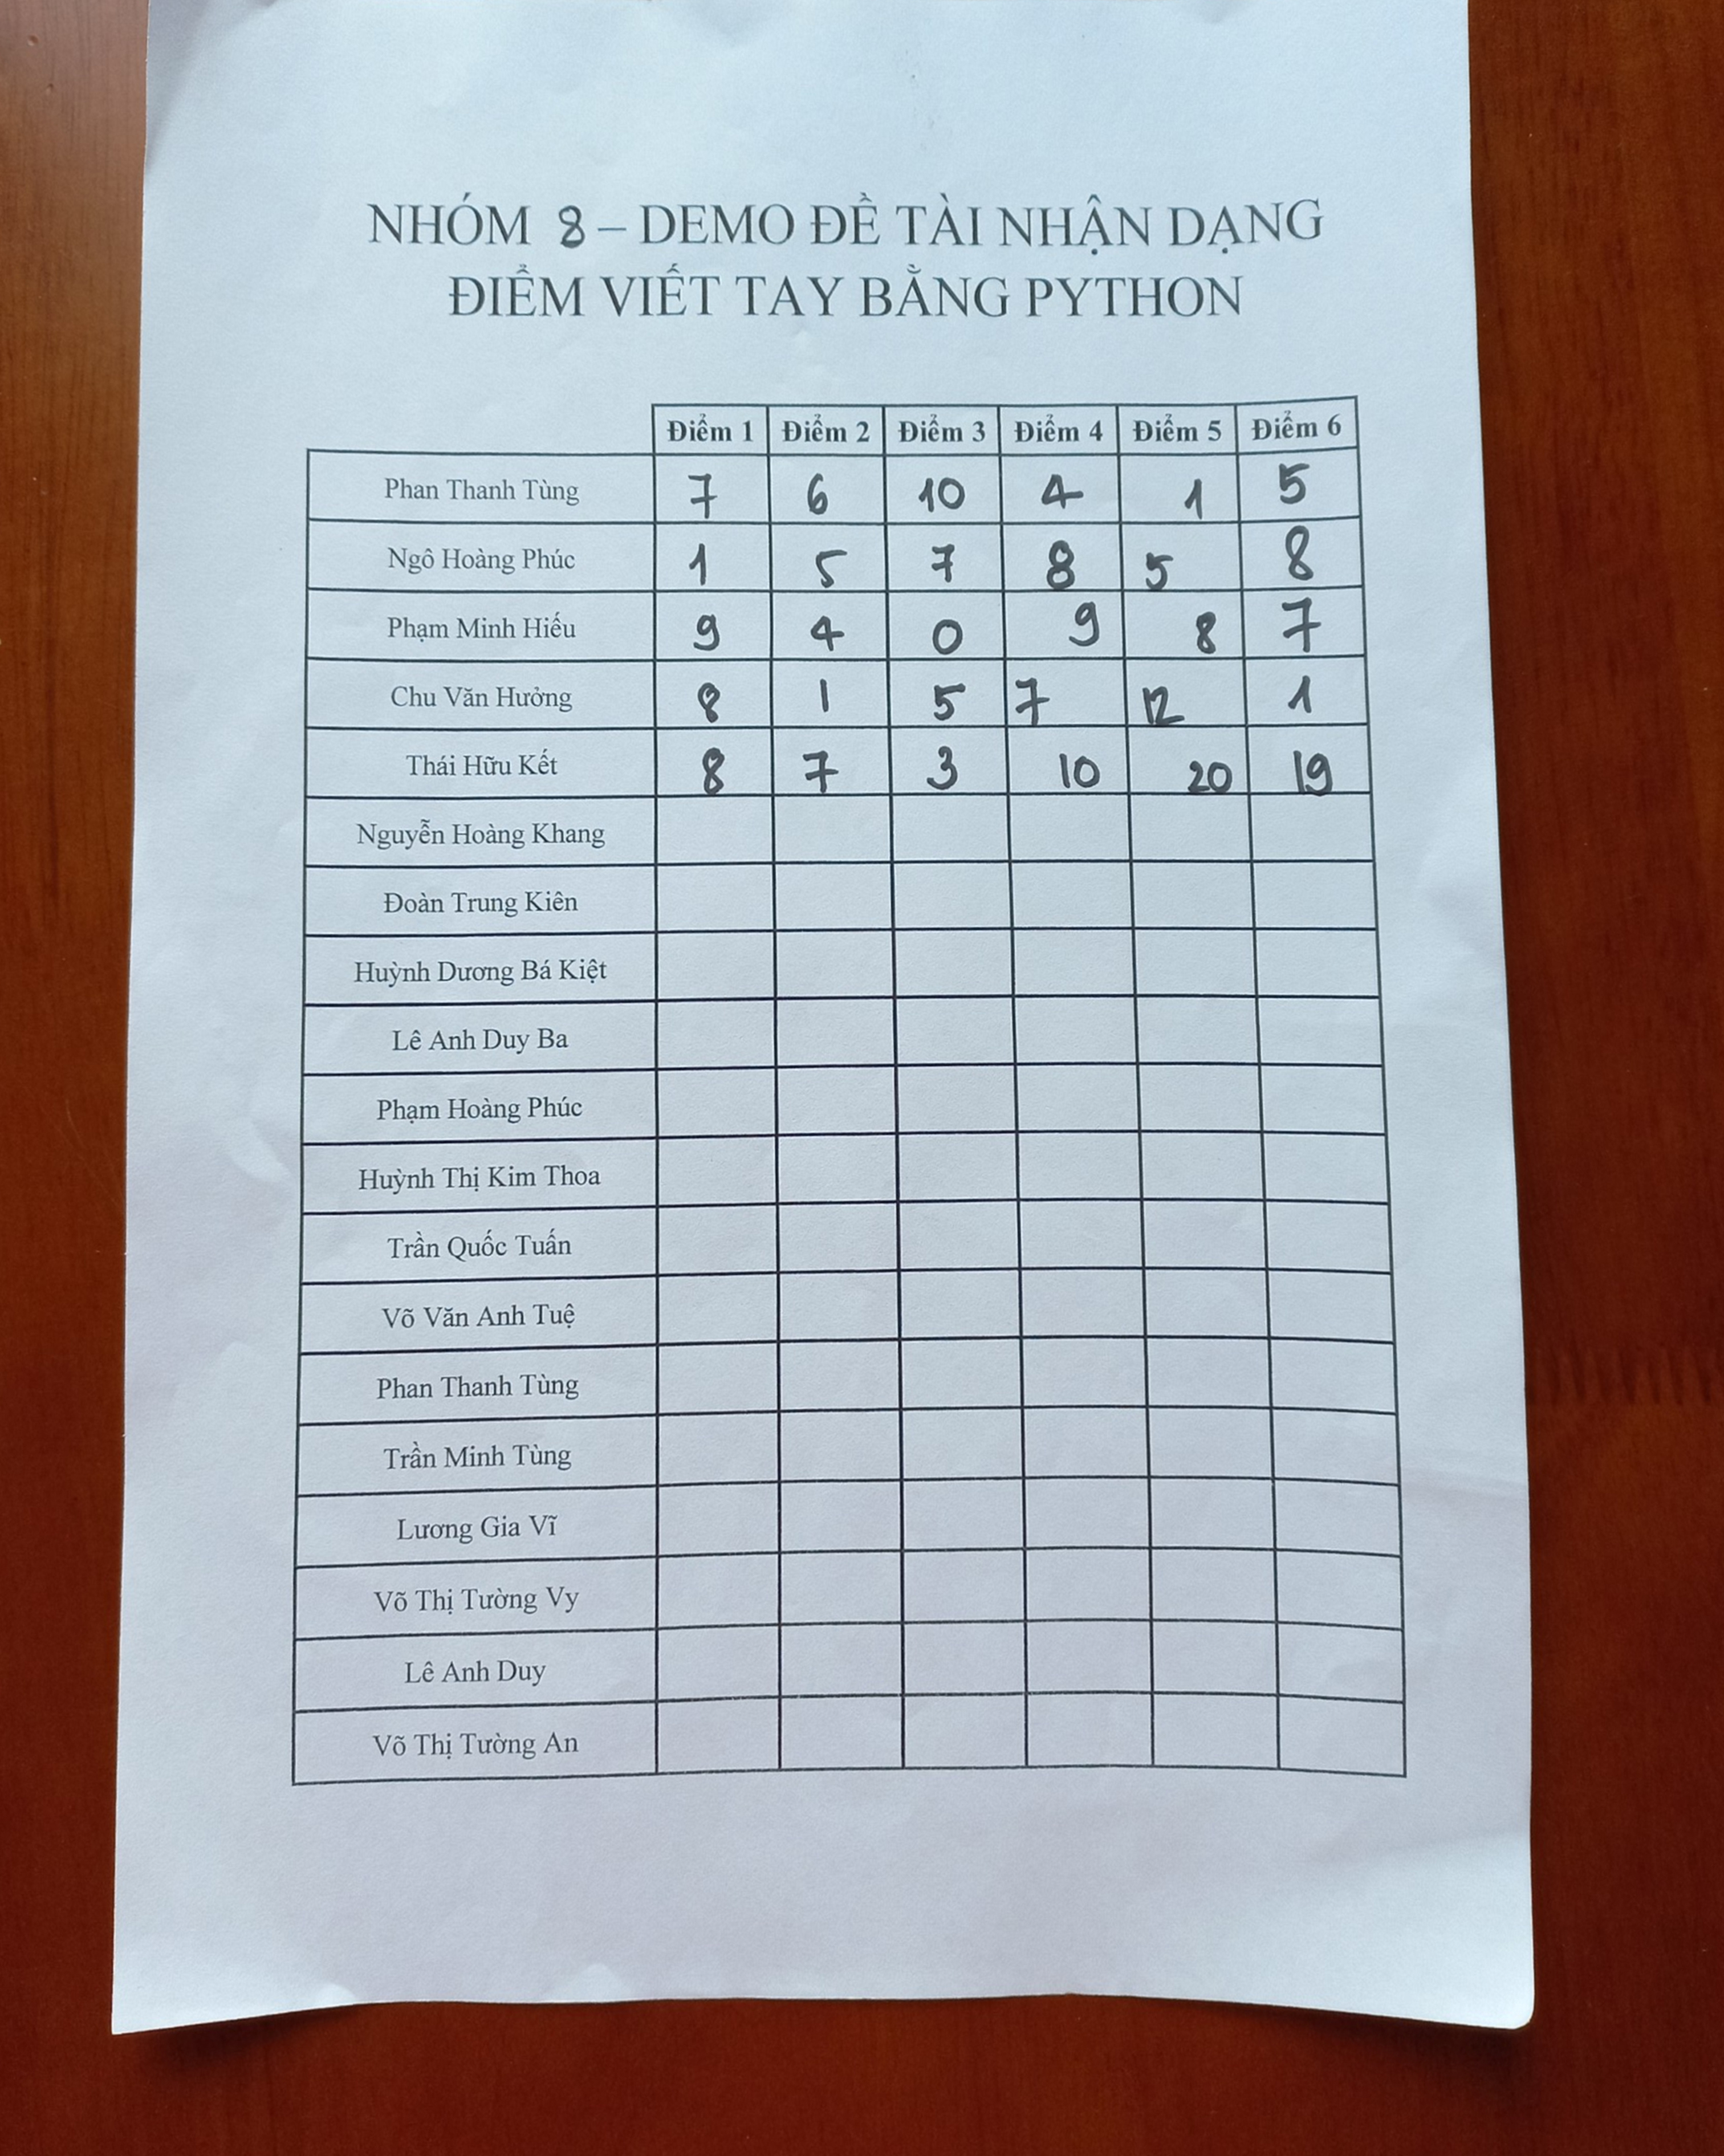 NHÓM 8 – DEMO ĐỀ TÀI NHẬN DẠNG
ĐIỂM VIẾT TAY BẰNG PYTHON
Điểm 1 Điểm 2 Điểm 3 Điểm 4 Điểm 5 Điểm 6
Phan Thanh Tùng 7 6 10 4 1 5
Ngô Hoàng Phúc 1 5 7 8 5 8
Phạm Minh Hiếu 9 4 0 9 8 7
Chu Văn Hưởng 8 1 5 7 12 1
Thái Hữu Kết 8 7 3 10 20 19
Nguyễn Hoàng Khang
Đoàn Trung Kiên
Huỳnh Dương Bá Kiệt
Lê Anh Duy Ba
Phạm Hoàng Phúc
Huỳnh Thị Kim Thoa
Trần Quốc Tuấn
Võ Văn Anh Tuệ
Phan Thanh Tùng
Trần Minh Tùng
Lương Gia Vĩ
Võ Thị Tường Vy
Lê Anh Duy
Võ Thị Tường An